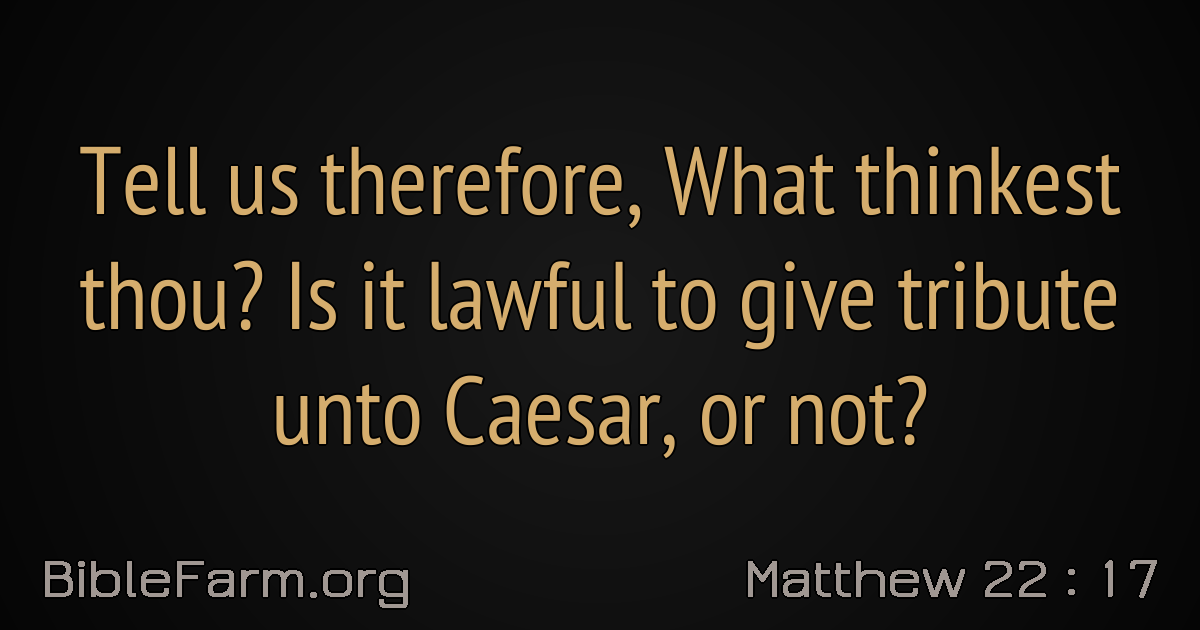 Tell us therefore, What thinkest
thou? Is it lawful to give tribute
unto Caesar, or not?
BibleFarm.org
Matthew 22 : 17